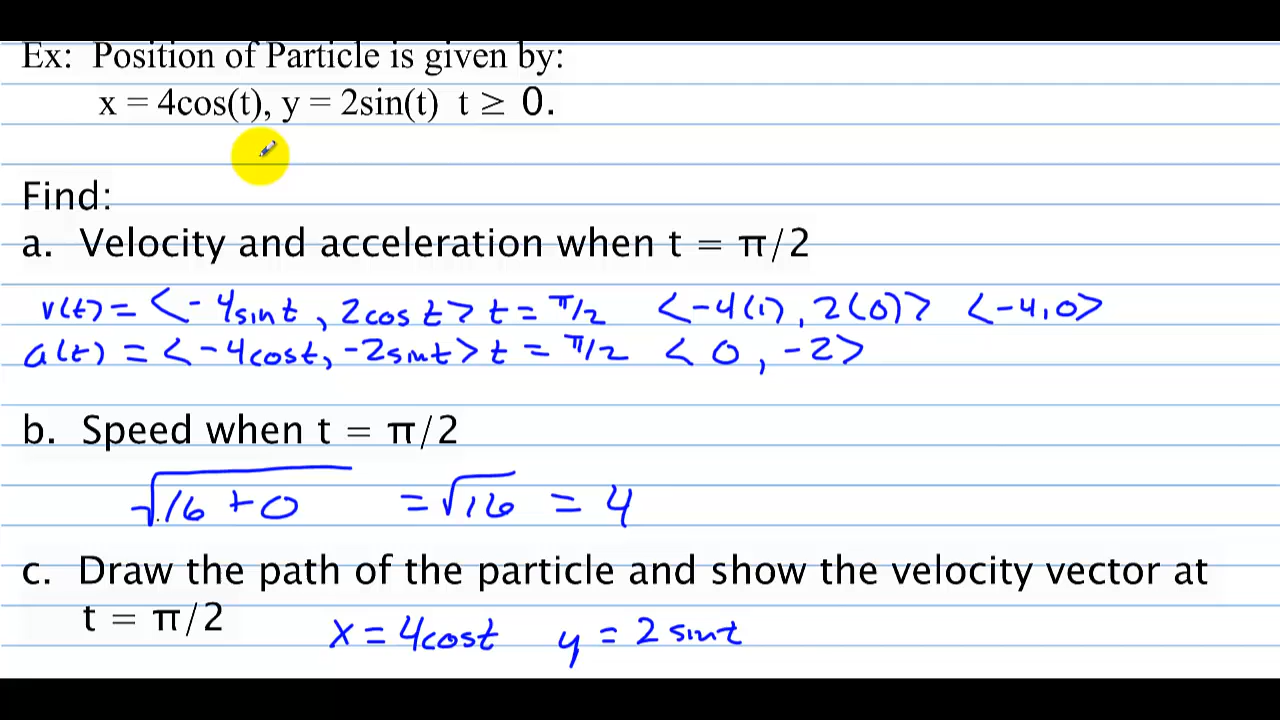 Ex: Position of Particle is given by:
x = 4cos(t), y = 2sin(t) t ≥ 0.
Find:
a. Velocity and acceleration when t = π/2
v(t) = <-4sint, 2cost> t = π/2 <-4(1), 2(0)> <-4,0>
a(t) = <-4cost, -2sint> t = π/2 <0, -2>
b. Speed when t = π/2
√16 + 0 = √16 = 4
c. Draw the path of the particle and show the velocity vector at
t = π/2 x = 4cost y = 2sint